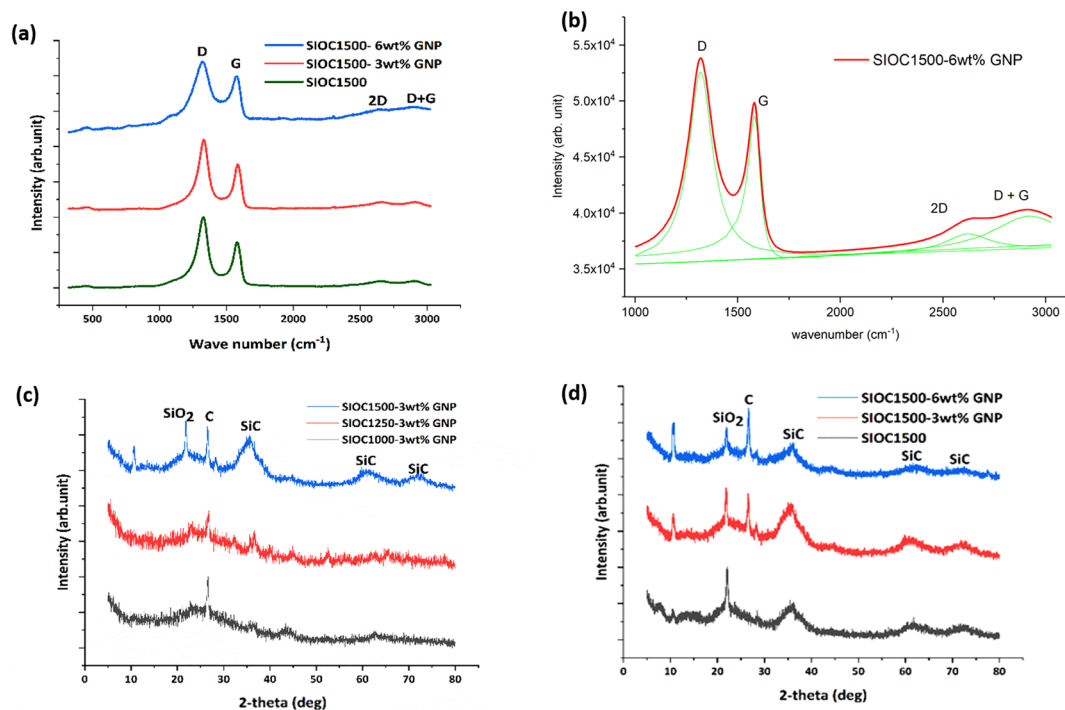 (a)
SIOC1500- 6wt% GNP
SIOC1500- 3wt% GNP
SIOC1500
D
G
2D
D+G
Intensity (arb.unit)
500
1000
1500
2000
2500
3000
Wave number (cm⁻¹)
(b)
5.5x10⁴
5.0x10⁴
4.5x10⁴
4.0x10⁴
3.5x10⁴
SIOC1500-6wt% GNP
D
G
2D
D + G
Intensity (arb. unit)
1000
1500
2000
2500
3000
wavenumber (cm⁻¹)
(c)
SIOC1500-3wt% GNP
SIOC1250-3wt% GNP
SIOC1000-3wt% GNP
SiO₂
C
SiC
SiC
SiC
Intensity (arb.unit)
0
10
20
30
40
50
60
70
80
2-theta (deg)
(d)
SIOC1500-6wt% GNP
SIOC1500-3wt% GNP
SIOC1500
SiO₂
C
SiC
SiC
SiC
Intensity (arb.unit)
0
10
20
30
40
50
60
70
80
2-theta (deg)